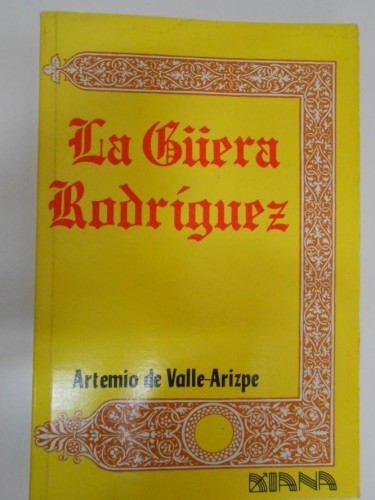 La Güera
Rodríguez
Artemio de Valle-Arizpe
DIANA